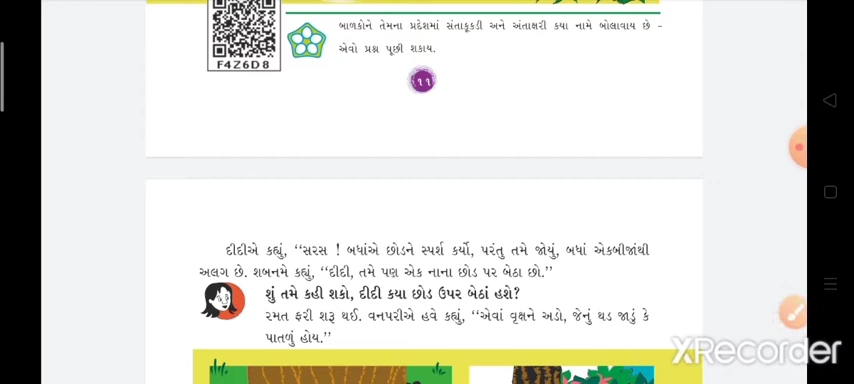 બાળકોને તેમના પ્રદેશમાં સંતાકૂકડી અને અંતાક્ષરી કયા નામે બોલાવાય છે -
એવો પ્રશ્ન પૂછી શકાય.
F4Z6D8
૧૧
દીદીએ કહ્યું, ‘‘સરસ ! બધાંએ છોડને સ્પર્શ કર્યો, પરંતુ તમે જોયું, બધાં એકબીજાંથી
અલગ છે. શબનમે કહ્યું, ‘‘દીદી, તમે પણ એક નાના છોડ પર બેઠા છો.’’
શું તમે કહી શકો, દીદી કયા છોડ ઉપર બેઠાં હશે?
રમત ફરી શરૂ થઈ. વનપરીએ હવે કહ્યું, ‘‘એવાં વૃક્ષને અડો, જેનું થડ જાડું કે
પાતળું હોય.’’
XRecorder